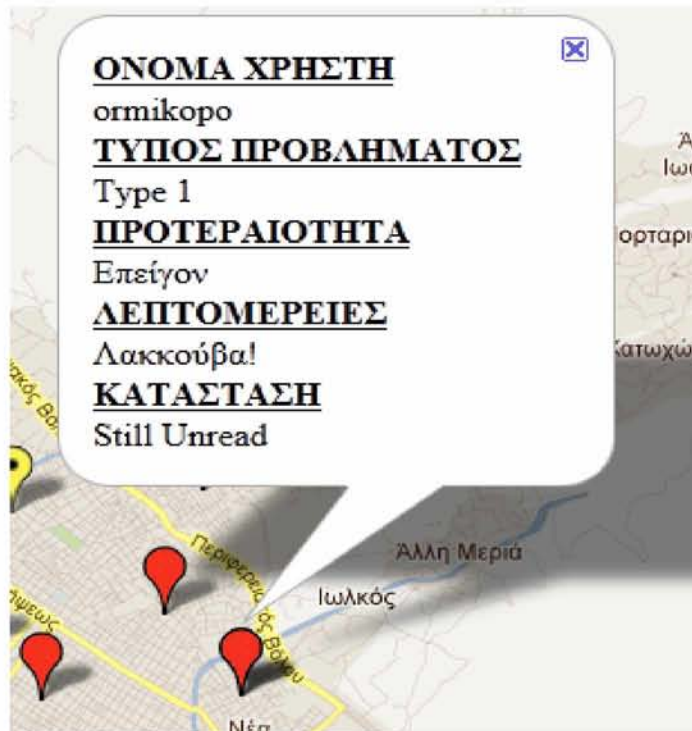 ΟΝΟΜΑ ΧΡΗΣΤΗ
ormikopo
ΤΥΠΟΣ ΠΡΟΒΛΗΜΑΤΟΣ
Type 1
ΠΡΟΤΕΡΑΙΟΤΗΤΑ
Επείγον
ΛΕΠΤΟΜΕΡΕΙΕΣ
Λακκούβα!
ΚΑΤΑΣΤΑΣΗ
Still Unread
Άλλη Μεριά
Ιωλκός
Περιφερειακός Βόλου
Νέα